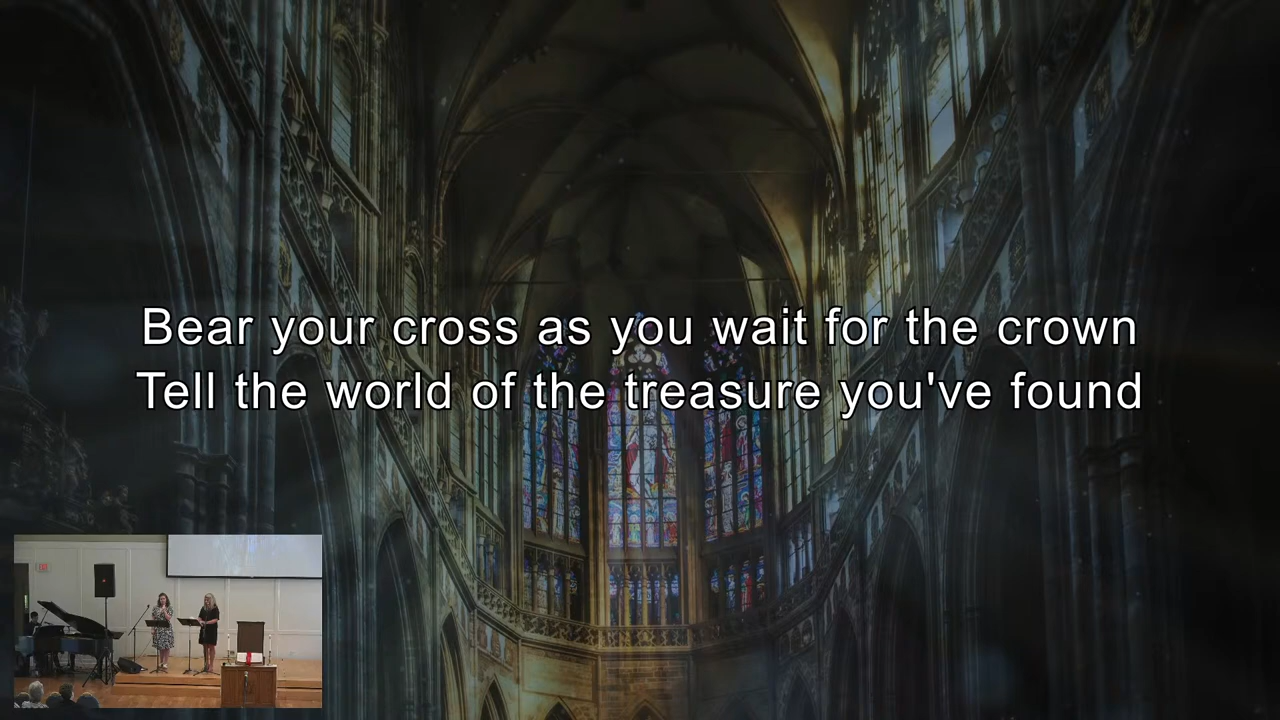 Bear your cross as you wait for the crown
Tell the world of the treasure you've found